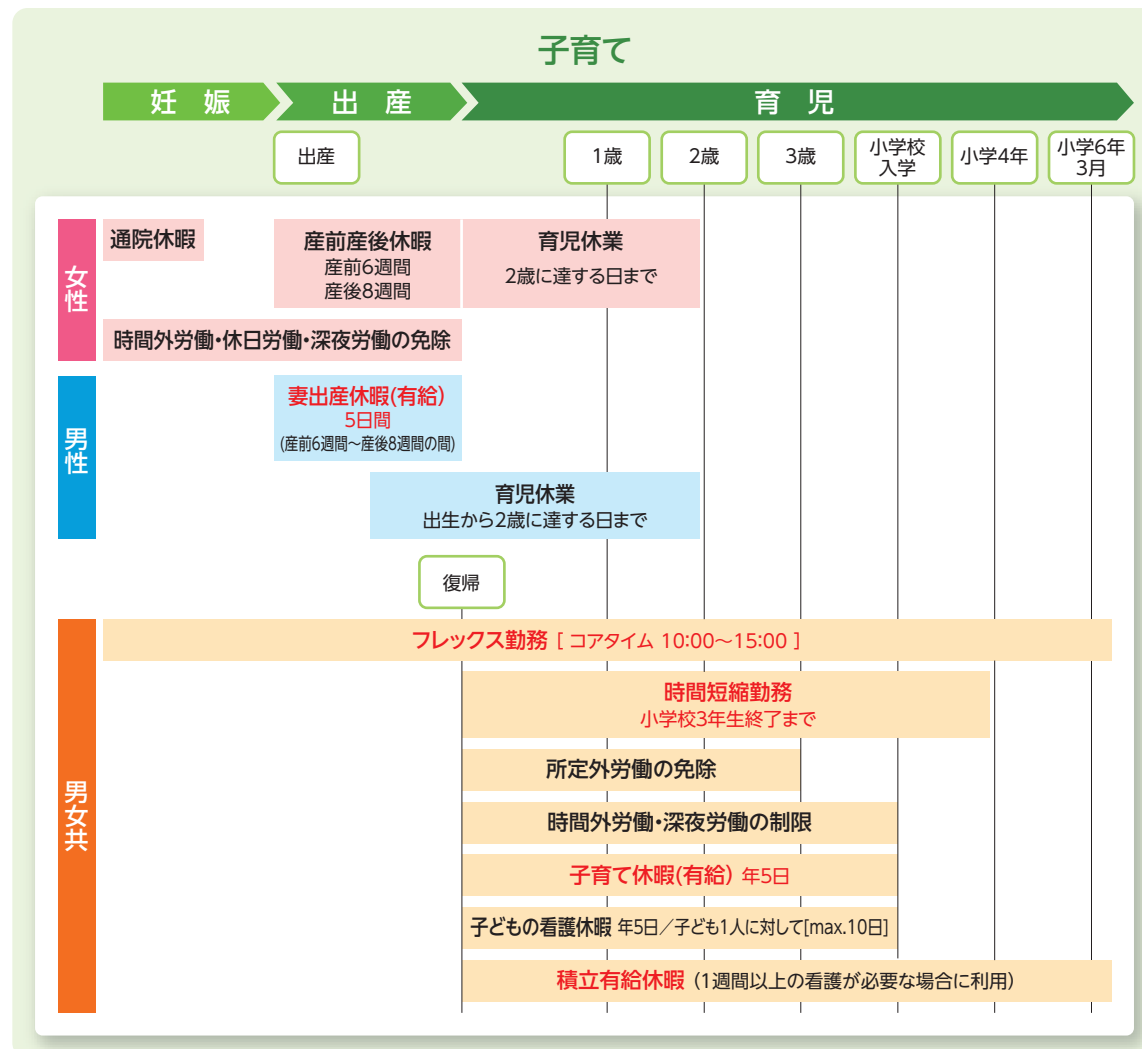 子育て
妊 娠
出 産
育 児
出産
1歳
2歳
3歳
小学校
入学
小学4年
小学6年
3月
女性
通院休暇
産前産後休暇
産前6週間
産後8週間
育児休業
2歳に達する日まで
時間外労働・休日労働・深夜労働の免除
男性
妻出産休暇(有給)
5日間
(産前6週間～産後8週間の間)
育児休業
出生から2歳に達する日まで
復帰
男女共
フレックス勤務 [ コアタイム 10:00～15:00 ]
時間短縮勤務
小学校3年生終了まで
所定外労働の免除
時間外労働・深夜労働の制限
子育て休暇(有給) 年5日
子どもの看護休暇 年5日／子ども1人に対して[max.10日]
積立有給休暇 (1週間以上の看護が必要な場合に利用)